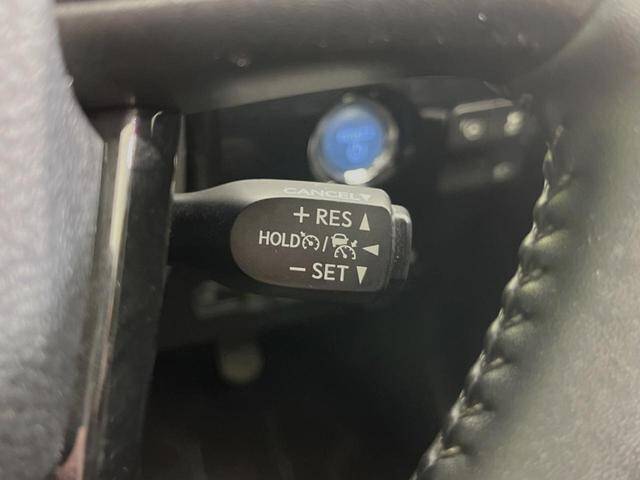 CANCEL▼
+ RES ▲
HOLD / ◀
− SET ▼